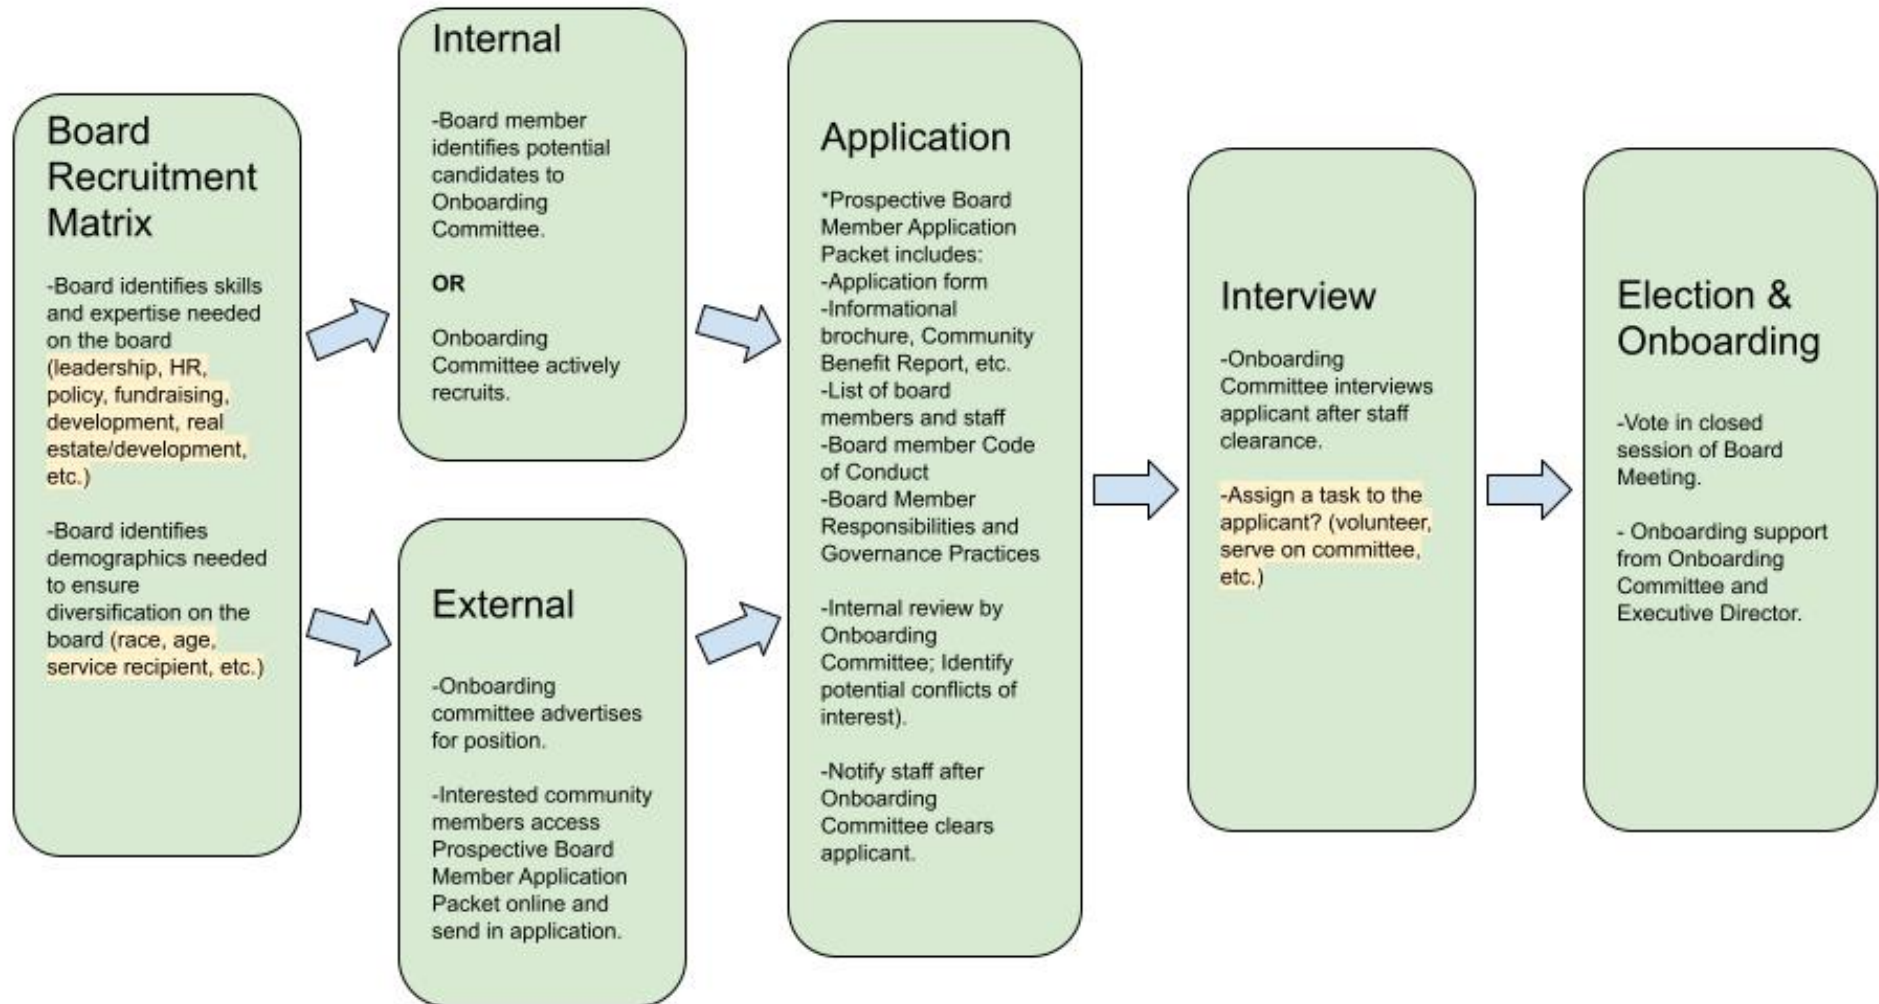 Board
Recruitment
Matrix
-Board identifies skills
and expertise needed
on the board
(leadership, HR,
policy, fundraising,
development, real
estate/development,
etc.)
-Board identifies
demographics needed
to ensure
diversification on the
board (race, age,
service recipient, etc.)
Internal
-Board member
identifies potential
candidates to
Onboarding
Committee.
OR
Onboarding
Committee actively
recruits.
External
-Onboarding
committee advertises
for position.
-Interested community
members access
Prospective Board
Member Application
Packet online and
send in application.
Application
*Prospective Board
Member Application
Packet includes:
-Application form
-Informational
brochure, Community
Benefit Report, etc.
-List of board
members and staff
-Board member Code
of Conduct
-Board Member
Responsibilities and
Governance Practices
-Internal review by
Onboarding
Committee; Identify
potential conflicts of
interest).
-Notify staff after
Onboarding
Committee clears
applicant.
Interview
-Onboarding
Committee interviews
applicant after staff
clearance.
-Assign a task to the
applicant? (volunteer,
serve on committee,
etc.)
Election &
Onboarding
-Vote in closed
session of Board
Meeting.
- Onboarding support
from Onboarding
Committee and
Executive Director.